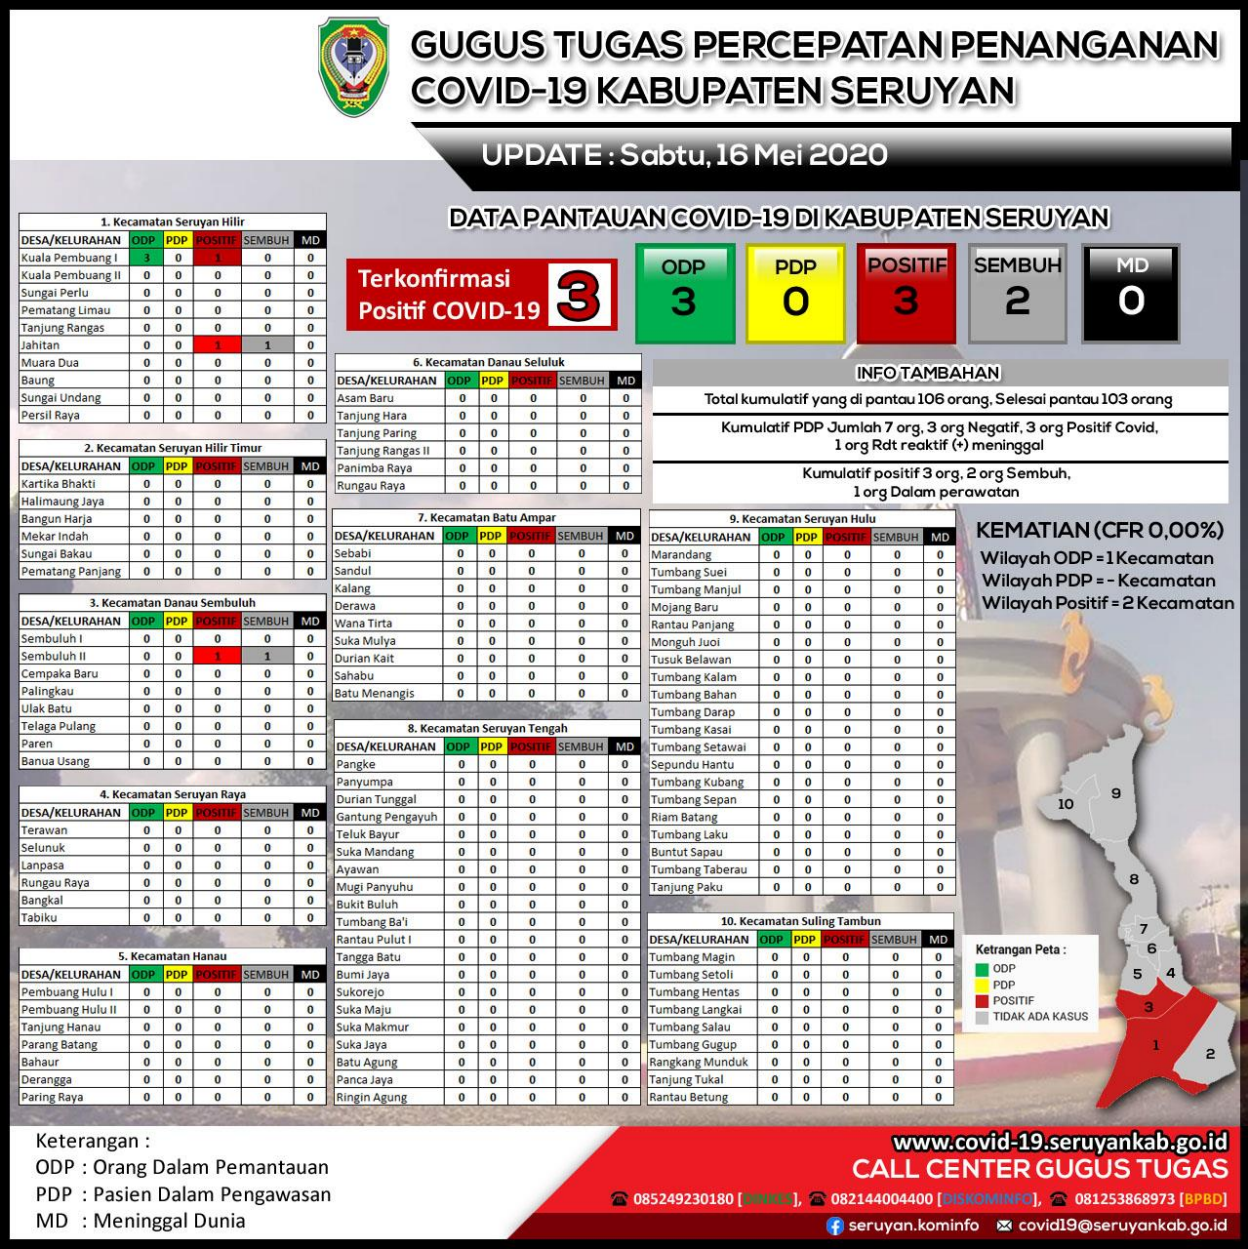 GUGUS TUGAS PERCEPATAN PENANGANAN
COVID-19 KABUPATEN SERUYAN
UPDATE : Sabtu, 16 Mei 2020
DATA PANTAUAN COVID-19 DI KABUPATEN SERUYAN
Terkonfirmasi
Positif COVID-19 3
ODP 3
PDP 0
POSITIF 3
SEMBUH 2
MD 0
1. Kecamatan Seruyan Hilir
DESA/KELURAHAN ODP PDP POSITIF SEMBUH MD
Kuala Pembuang I 3 0 1 0 0
Kuala Pembuang II 0 0 0 0 0
Sungai Perlu 0 0 0 0 0
Pematang Limau 0 0 0 0 0
Tanjung Rangas 0 0 0 0 0
Jahitan 0 0 1 1 0
Muara Dua 0 0 0 0 0
Baung 0 0 0 0 0
Sungai Undang 0 0 0 0 0
Persil Raya 0 0 0 0 0
2. Kecamatan Seruyan Hilir Timur
DESA/KELURAHAN ODP PDP POSITIF SEMBUH MD
Kartika Bhakti 0 0 0 0 0
Halimaung Jaya 0 0 0 0 0
Bangun Harja 0 0 0 0 0
Mekar Indah 0 0 0 0 0
Sungai Bakau 0 0 0 0 0
Pematang Panjang 0 0 0 0 0
3. Kecamatan Danau Sembuluh
DESA/KELURAHAN ODP PDP POSITIF SEMBUH MD
Sembuluh I 0 0 0 0 0
Sembuluh II 0 0 1 1 0
Cempaka Baru 0 0 0 0 0
Palingkau 0 0 0 0 0
Ulak Batu 0 0 0 0 0
Telaga Pulang 0 0 0 0 0
Paren 0 0 0 0 0
Banua Usang 0 0 0 0 0
4. Kecamatan Seruyan Raya
DESA/KELURAHAN ODP PDP POSITIF SEMBUH MD
Terawan 0 0 0 0 0
Selunuk 0 0 0 0 0
Lanpasa 0 0 0 0 0
Rungau Raya 0 0 0 0 0
Bangkal 0 0 0 0 0
Tabiku 0 0 0 0 0
5. Kecamatan Hanau
DESA/KELURAHAN ODP PDP POSITIF SEMBUH MD
Pembuang Hulu I 0 0 0 0 0
Pembuang Hulu II 0 0 0 0 0
Tanjung Hanau 0 0 0 0 0
Parang Batang 0 0 0 0 0
Bahaur 0 0 0 0 0
Derangga 0 0 0 0 0
Paring Raya 0 0 0 0 0
6. Kecamatan Danau Seluluk
DESA/KELURAHAN ODP PDP POSITIF SEMBUH MD
Asam Baru 0 0 0 0 0
Tanjung Hara 0 0 0 0 0
Tanjung Paring 0 0 0 0 0
Tanjung Rangas II 0 0 0 0 0
Panimba Raya 0 0 0 0 0
Rungau Raya 0 0 0 0 0
7. Kecamatan Batu Ampar
DESA/KELURAHAN ODP PDP POSITIF SEMBUH MD
Sebabi 0 0 0 0 0
Sandul 0 0 0 0 0
Kalang 0 0 0 0 0
Derawa 0 0 0 0 0
Wana Tirta 0 0 0 0 0
Suka Mulya 0 0 0 0 0
Durian Kait 0 0 0 0 0
Sahabu 0 0 0 0 0
Batu Menangis 0 0 0 0 0
8. Kecamatan Seruyan Tengah
DESA/KELURAHAN ODP PDP POSITIF SEMBUH MD
Pangke 0 0 0 0 0
Panyumpa 0 0 0 0 0
Durian Tunggal 0 0 0 0 0
Gantung Pengayuh 0 0 0 0 0
Teluk Bayur 0 0 0 0 0
Suka Mandang 0 0 0 0 0
Ayawan 0 0 0 0 0
Mugi Panyuhu 0 0 0 0 0
Bukit Buluh 0 0 0 0 0
Tumbang Ba'i 0 0 0 0 0
Rantau Pulut I 0 0 0 0 0
Tangga Batu 0 0 0 0 0
Bumi Jaya 0 0 0 0 0
Sukorejo 0 0 0 0 0
Suka Maju 0 0 0 0 0
Suka Makmur 0 0 0 0 0
Suka Jaya 0 0 0 0 0
Batu Agung 0 0 0 0 0
Panca Jaya 0 0 0 0 0
Ringin Agung 0 0 0 0 0
INFO TAMBAHAN
Total kumulatif yang di pantau 106 orang, Selesai pantau 103 orang
Kumulatif PDP Jumlah 7 org, 3 org Negatif, 3 org Positif Covid,
1 org Rdt reaktif (+) meninggal
Kumulatif positif 3 org, 2 org Sembuh,
1 org Dalam perawatan
9. Kecamatan Seruyan Hulu
DESA/KELURAHAN ODP PDP POSITIF SEMBUH MD
Marandang 0 0 0 0 0
Tumbang Suei 0 0 0 0 0
Tumbang Manjul 0 0 0 0 0
Mojang Baru 0 0 0 0 0
Rantau Panjang 0 0 0 0 0
Monguh Juoi 0 0 0 0 0
Tusuk Belawan 0 0 0 0 0
Tumbang Kalam 0 0 0 0 0
Tumbang Bahan 0 0 0 0 0
Tumbang Darap 0 0 0 0 0
Tumbang Kasai 0 0 0 0 0
Tumbang Setawai 0 0 0 0 0
Sepundu Hantu 0 0 0 0 0
Tumbang Kubang 0 0 0 0 0
Tumbang Sepan 0 0 0 0 0
Riam Batang 0 0 0 0 0
Tumbang Laku 0 0 0 0 0
Buntut Sapau 0 0 0 0 0
Tumbang Taberau 0 0 0 0 0
Tanjung Paku 0 0 0 0 0
10. Kecamatan Suling Tambun
DESA/KELURAHAN ODP PDP POSITIF SEMBUH MD
Tumbang Magin 0 0 0 0 0
Tumbang Setoli 0 0 0 0 0
Tumbang Hentas 0 0 0 0 0
Tumbang Langkai 0 0 0 0 0
Tumbang Salau 0 0 0 0 0
Tumbang Gugup 0 0 0 0 0
Rangkang Munduk 0 0 0 0 0
Tanjung Tukal 0 0 0 0 0
Rantau Betung 0 0 0 0 0
KEMATIAN (CFR 0,00%)
Wilayah ODP = 1 Kecamatan
Wilayah PDP = - Kecamatan
Wilayah Positif = 2 Kecamatan
10 9
8
7
6
5 4
3
1 2
Ketrangan Peta :
ODP
PDP
POSITIF
TIDAK ADA KASUS
Keterangan :
ODP : Orang Dalam Pemantauan
PDP : Pasien Dalam Pengawasan
MD : Meninggal Dunia
www.covid-19.seruyankab.go.id
CALL CENTER GUGUS TUGAS
085249230180 [DINKES], 082144004400 [DISKOMINFO], 081253868973 [BPBD]
seruyan.kominfo covid19@seruyankab.go.id